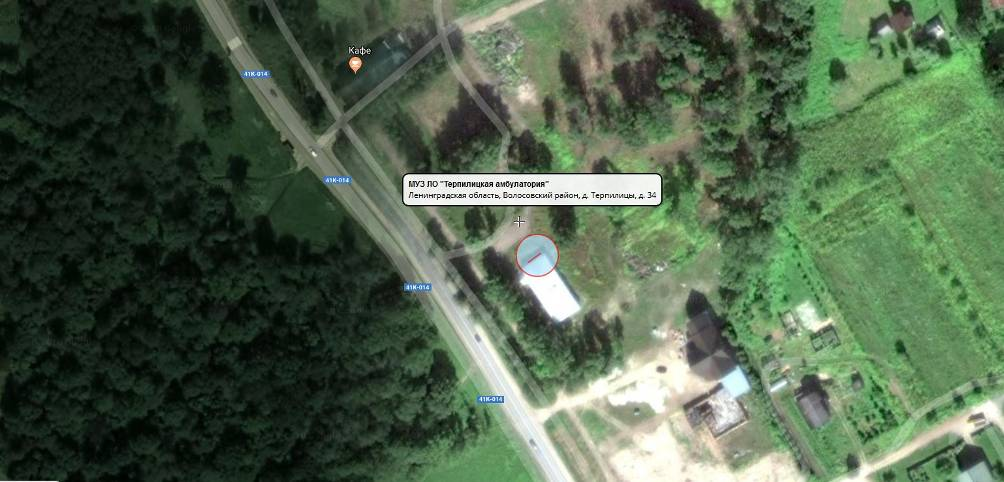 Кафе
41К-014
41К-014
МУЗ ЛО "Терпилицкая амбулатория"
Ленинградская область, Волосовский район, д. Терпилицы, д. 34
41К-014
41К-014